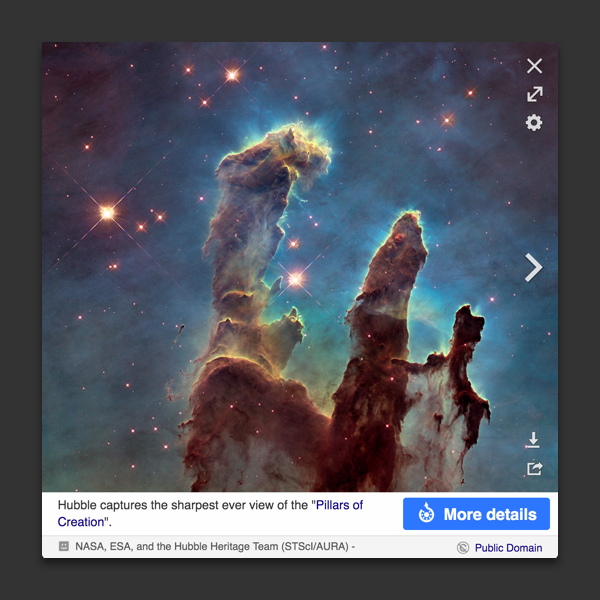 Hubble captures the sharpest ever view of the "Pillars of
Creation".
More details
NASA, ESA, and the Hubble Heritage Team (STScI/AURA) -
Public Domain